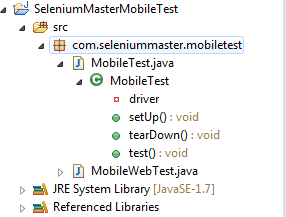 SeleniumMasterMobileTest
src
com.seleniummaster.mobiletest
MobileTest.java
MobileTest
driver
setUp() : void
tearDown() : void
test() : void
MobileWebTest.java
JRE System Library [JavaSE-1.7]
Referenced Libraries